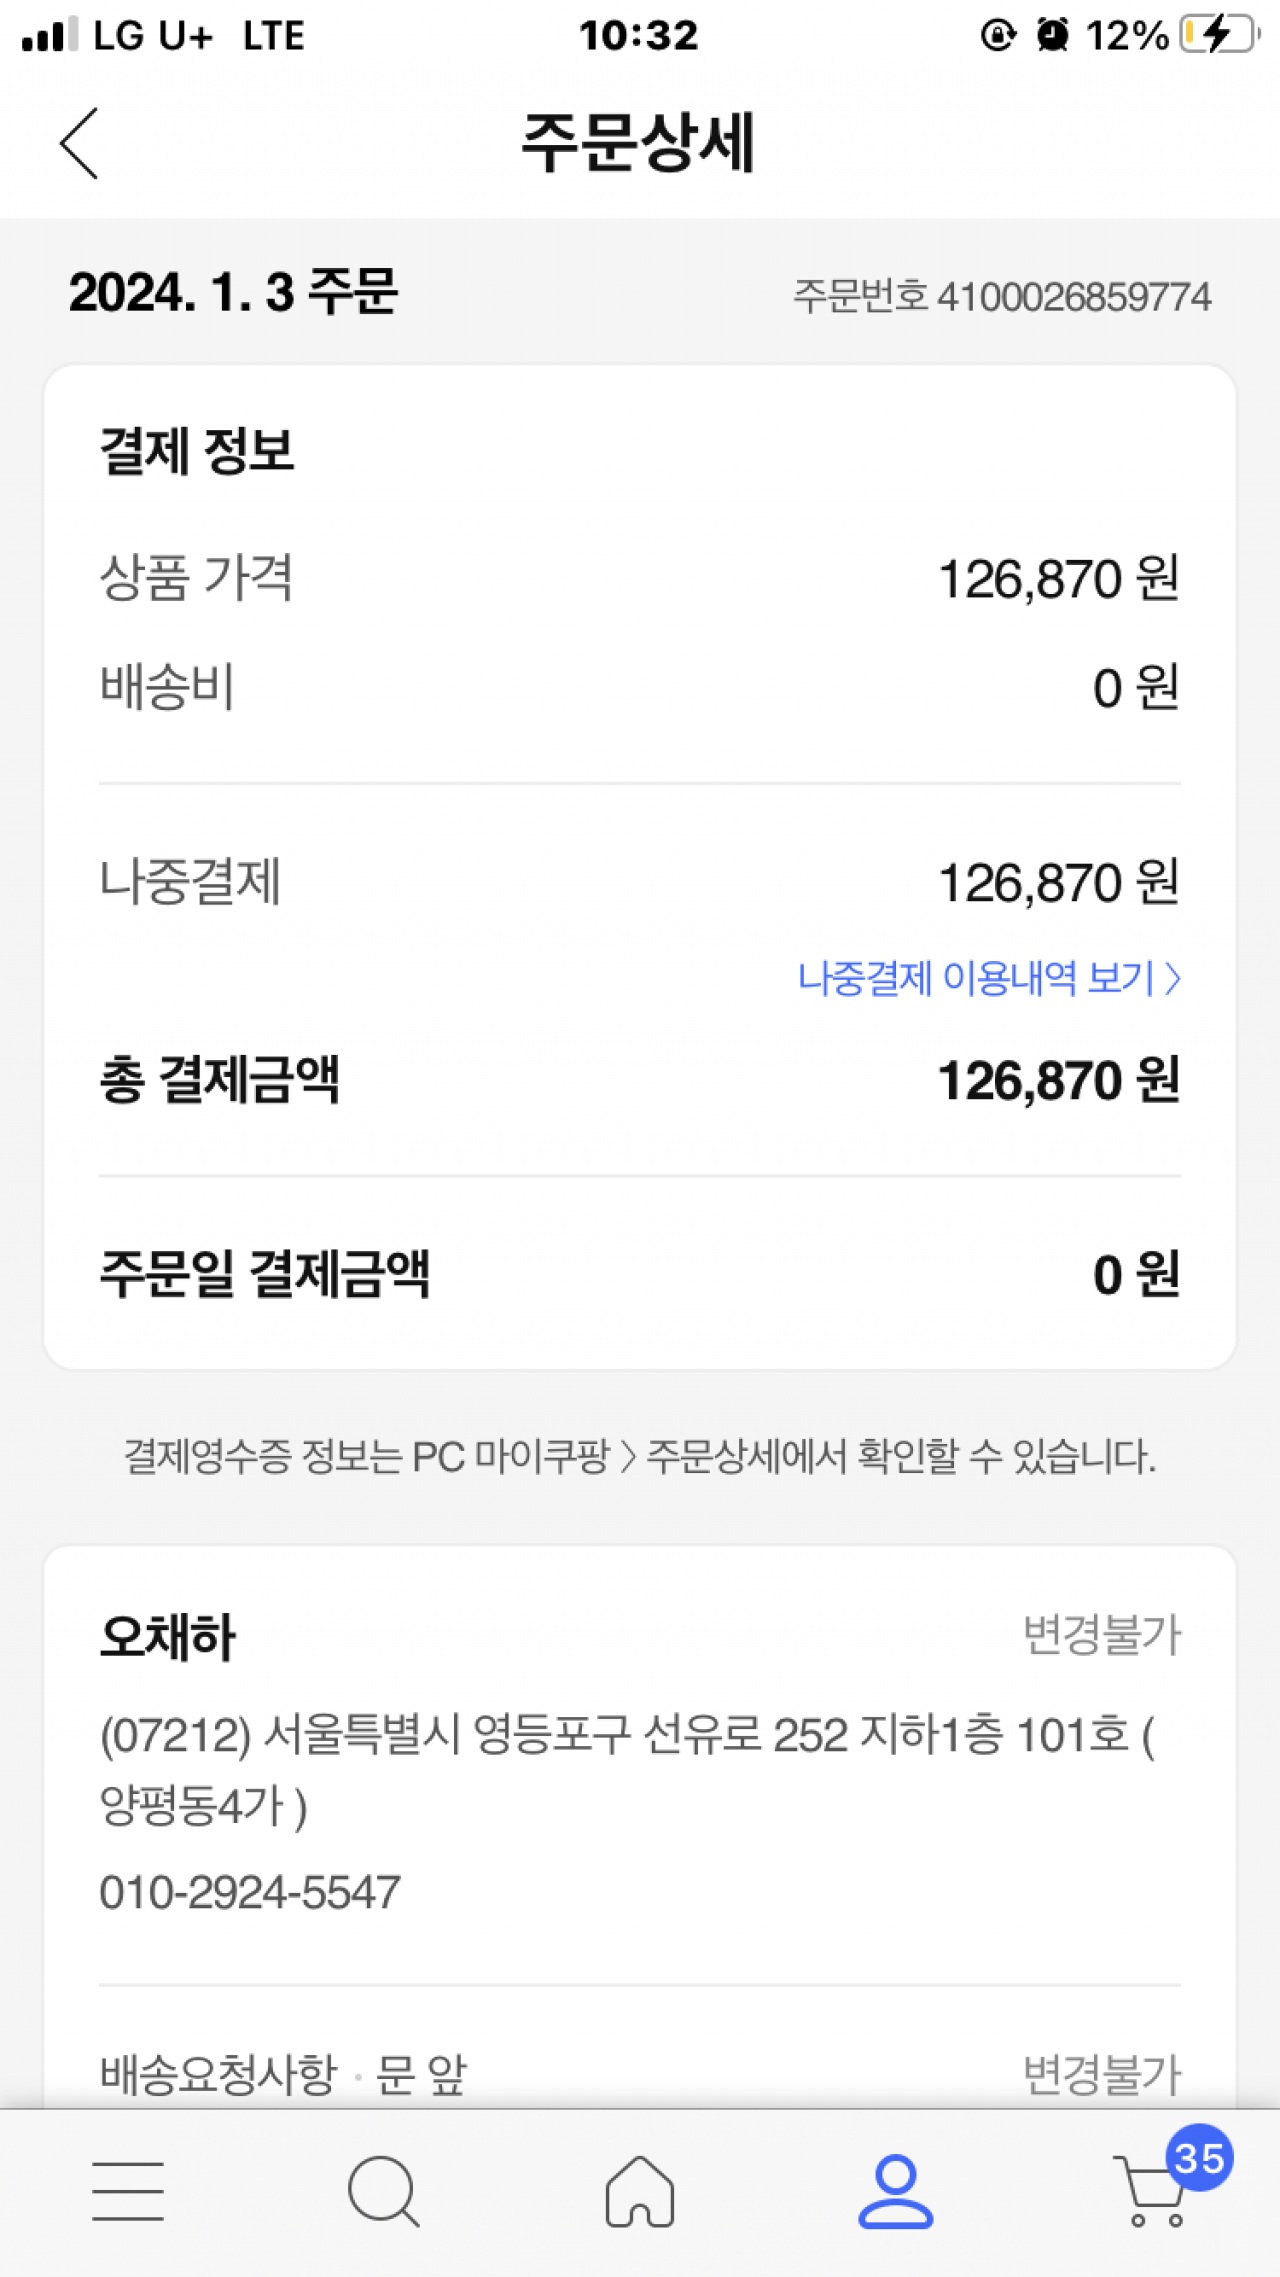 LG U+ LTE 10:32 12%
주문상세
2024. 1. 3 주문 주문번호 4100026859774
결제 정보
상품 가격 126,870 원
배송비 0 원
나중결제 126,870 원
나중결제 이용내역 보기 〉
총 결제금액 126,870 원
주문일 결제금액 0 원
결제영수증 정보는 PC 마이쿠팡 〉 주문상세에서 확인할 수 있습니다.
오채하 변경불가
(07212) 서울특별시 영등포구 선유로 252 지하1층 101호 (
양평동4가 )
010-2924-5547
배송요청사항 · 문 앞 변경불가
35